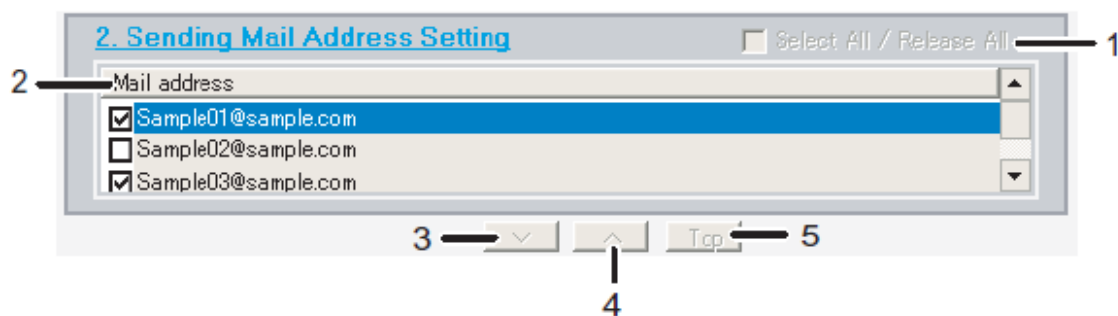 2. Sending Mail Address Setting
Select All / Release All
1
2
Mail address
Sample01@sample.com
Sample02@sample.com
Sample03@sample.com
3
Top
5
4